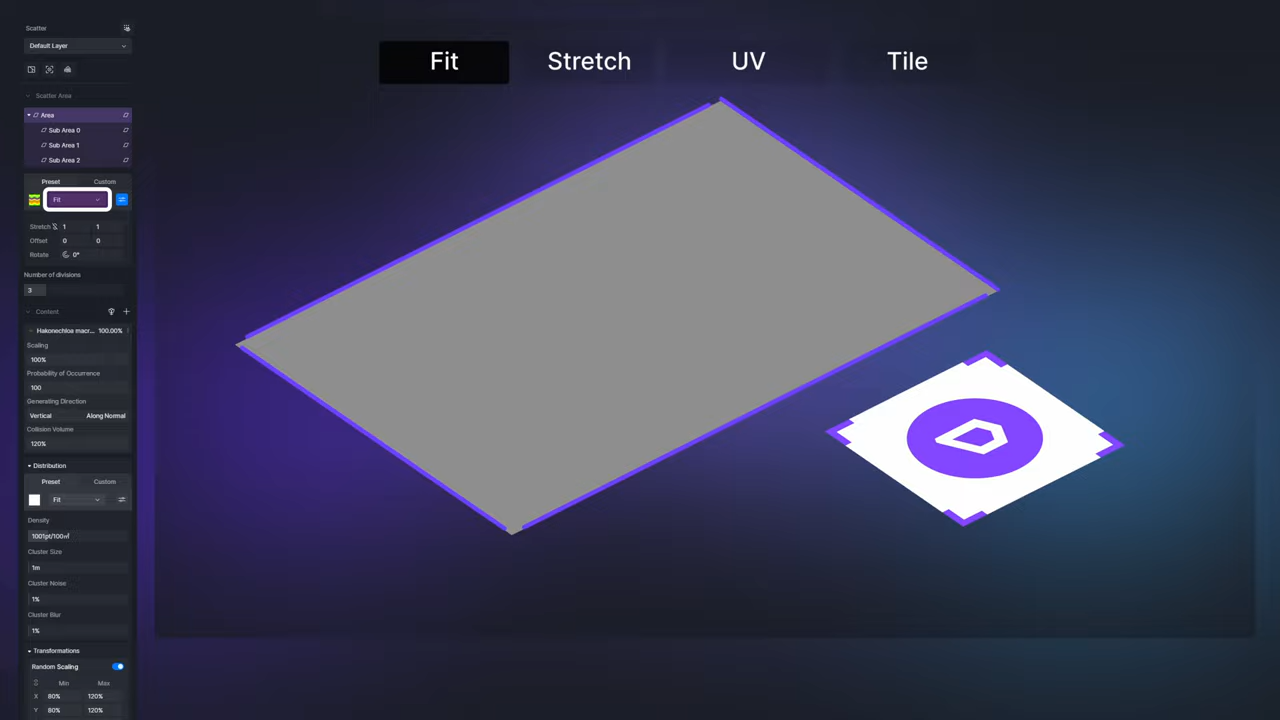 Scatter
Default Layer
Fit Stretch UV Tile
Scatter Area
Area
Sub Area 0
Sub Area 1
Sub Area 2
Preset Custom
Fit
Stretch 1 1
Offset 0 0
Rotate 0°
Number of divisions
3
Content
Hakonechloa macr... 100.00%
Scaling
100%
Probability of Occurrence
100
Generating Direction
Vertical Along Normal
Collision Volume
120%
Distribution
Preset Custom
Fit
Density
1001pt/100㎡
Cluster Size
1m
Cluster Noise
1%
Cluster Blur
1%
Transformations
Random Scaling
Min Max
X 80% 120%
Y 80% 120%